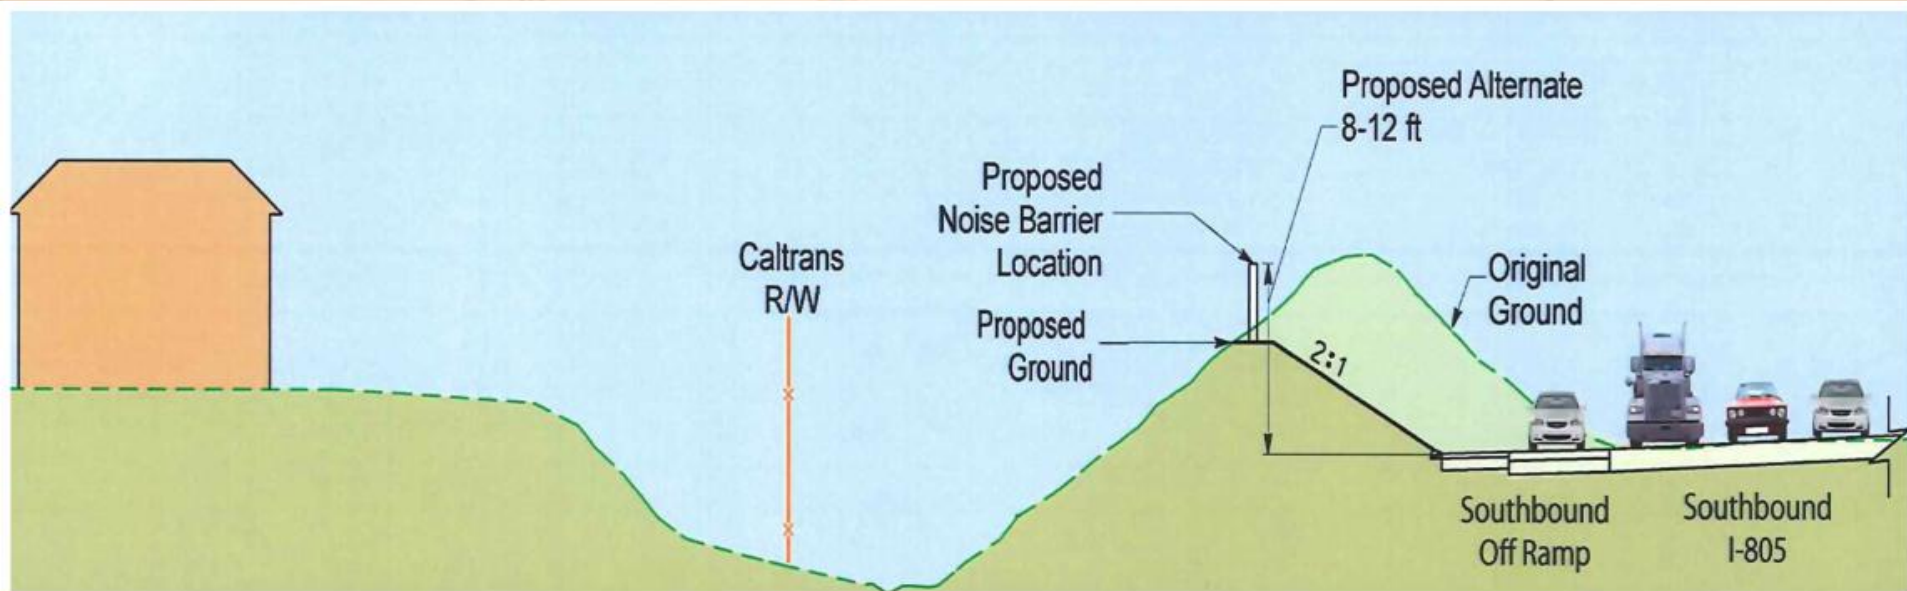 Proposed Alternate
8-12 ft
Proposed
Noise Barrier
Location
Caltrans
R/W
Original
Ground
Proposed
Ground
2:1
Southbound
Off Ramp
Southbound
I-805